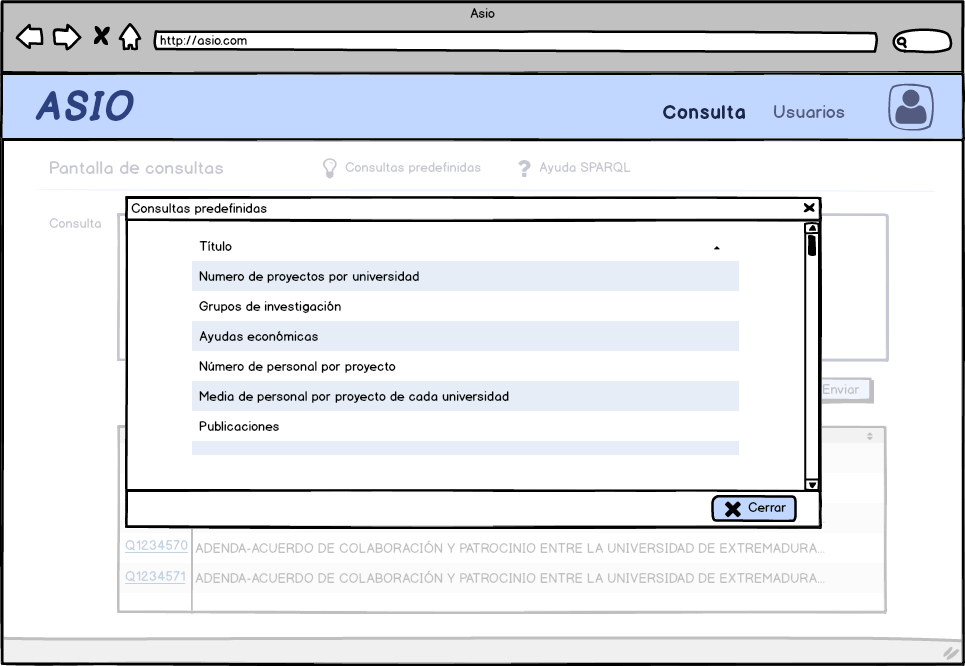 Asio
http://asio.com
ASIO
Consulta
Usuarios
Pantalla de consultas
Consultas predefinidas
? Ayuda SPARQL
Consulta
Consultas predefinidas
Título
Numero de proyectos por universidad
Grupos de investigación
Ayudas económicas
Número de personal por proyecto
Media de personal por proyecto de cada universidad
Publicaciones
Enviar
Cerrar
Q1234570 ADENDA-ACUERDO DE COLABORACIÓN Y PATROCINIO ENTRE LA UNIVERSIDAD DE EXTREMADURA...
Q1234571 ADENDA-ACUERDO DE COLABORACIÓN Y PATROCINIO ENTRE LA UNIVERSIDAD DE EXTREMADURA...